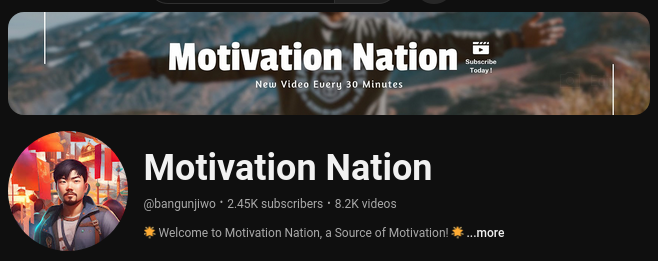 Motivation Nation
Subscribe
Today!
New Video Every 30 Minutes
Motivation Nation
@bangunjiwo • 2.45K subscribers • 8.2K videos
🌟Welcome to Motivation Nation, a Source of Motivation!🌟...more